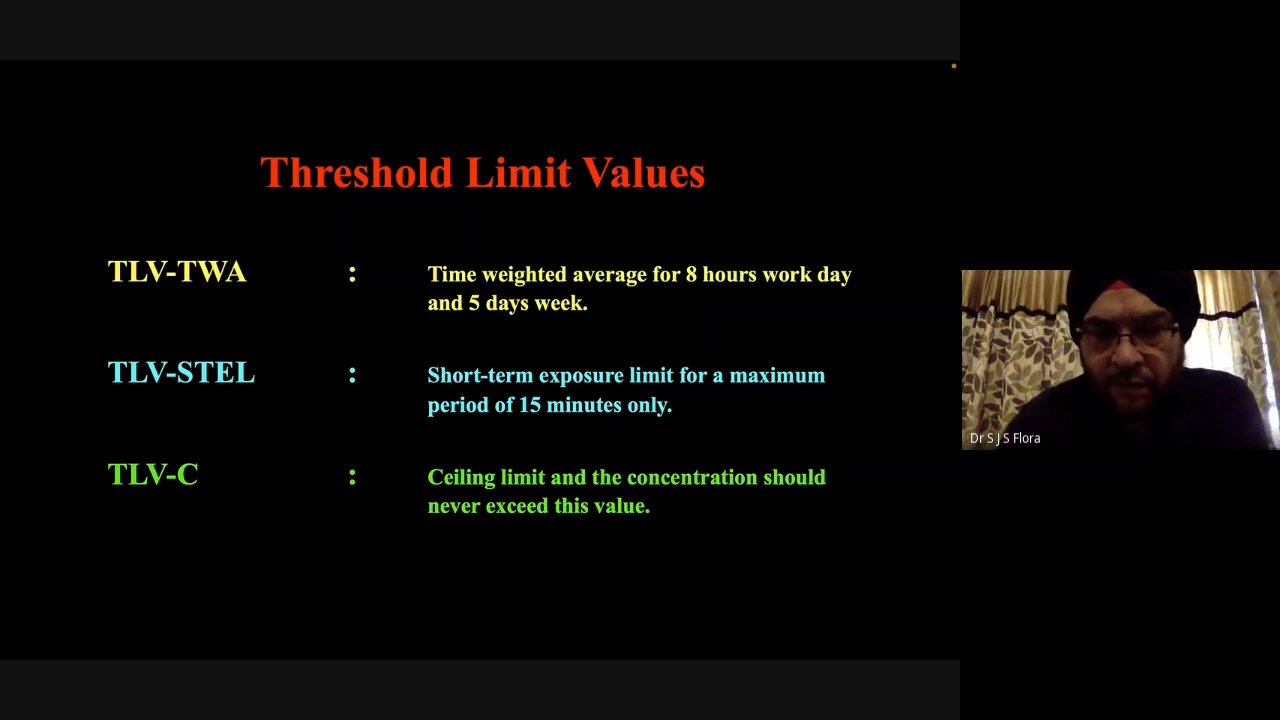 Threshold Limit Values
TLV-TWA : Time weighted average for 8 hours work day
and 5 days week.
TLV-STEL : Short-term exposure limit for a maximum
period of 15 minutes only.
TLV-C : Ceiling limit and the concentration should
never exceed this value.
Dr S J S Flora